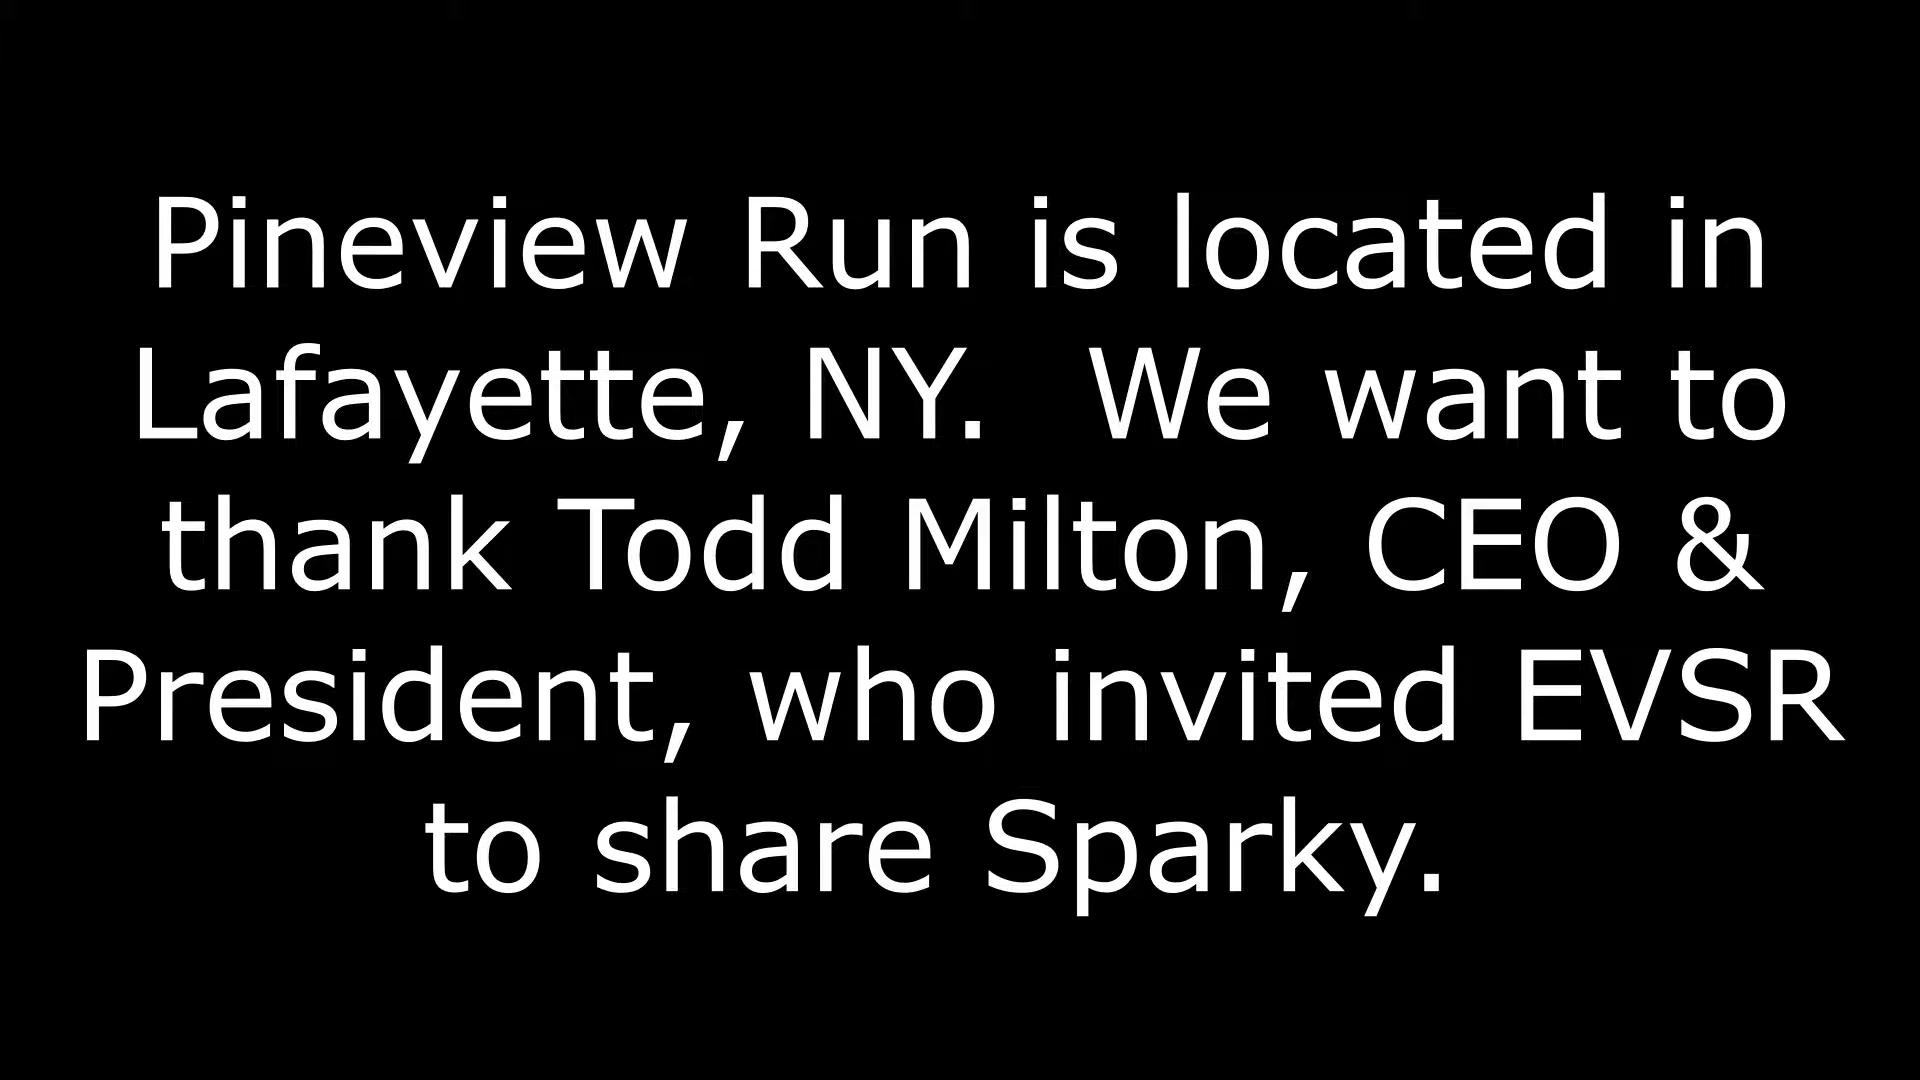 Pineview Run is located in
Lafayette, NY.  We want to
thank Todd Milton, CEO &
President, who invited EVSR
to share Sparky.